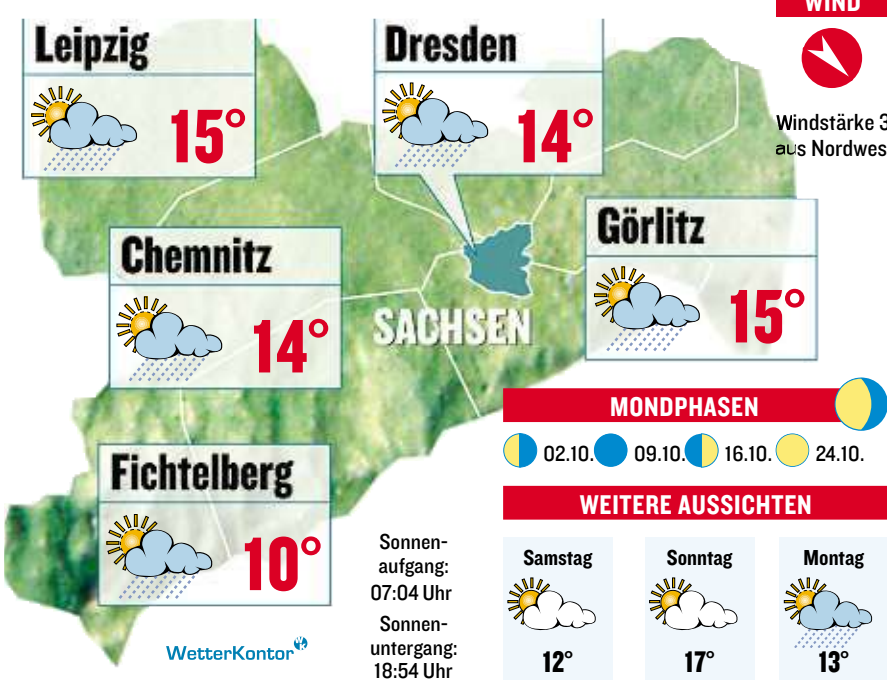 WIND
Leipzig
15°
Dresden
14°
Windstärke 3
aus Nordwes
Chemnitz
14°
Görlitz
15°
SACHSEN
Fichtelberg
10°
MONDPHASEN
02.10. 09.10. 16.10. 24.10.
WEITERE AUSSICHTEN
Samstag
12°
Sonntag
17°
Montag
13°
Sonnen-
aufgang:
07:04 Uhr
Sonnen-
untergang:
18:54 Uhr
WetterKontor